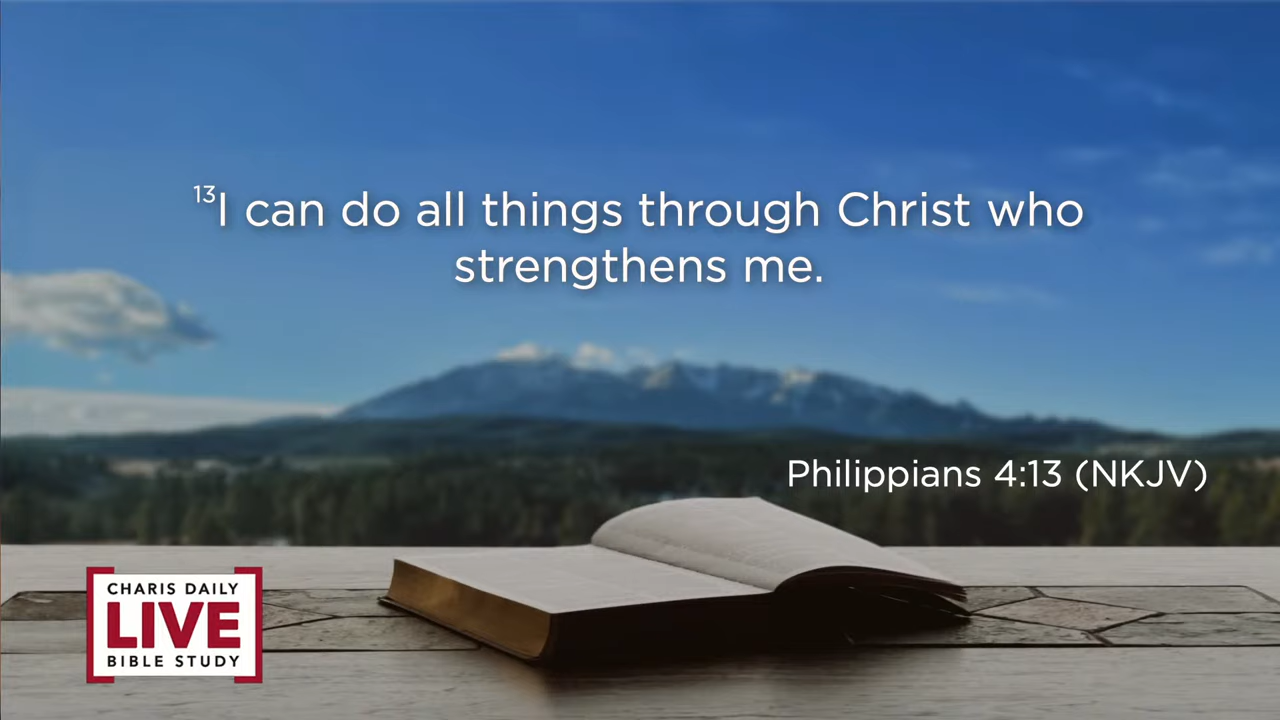 ¹³I can do all things through Christ who
strengthens me.
Philippians 4:13 (NKJV)
CHARIS DAILY
LIVE
BIBLE STUDY